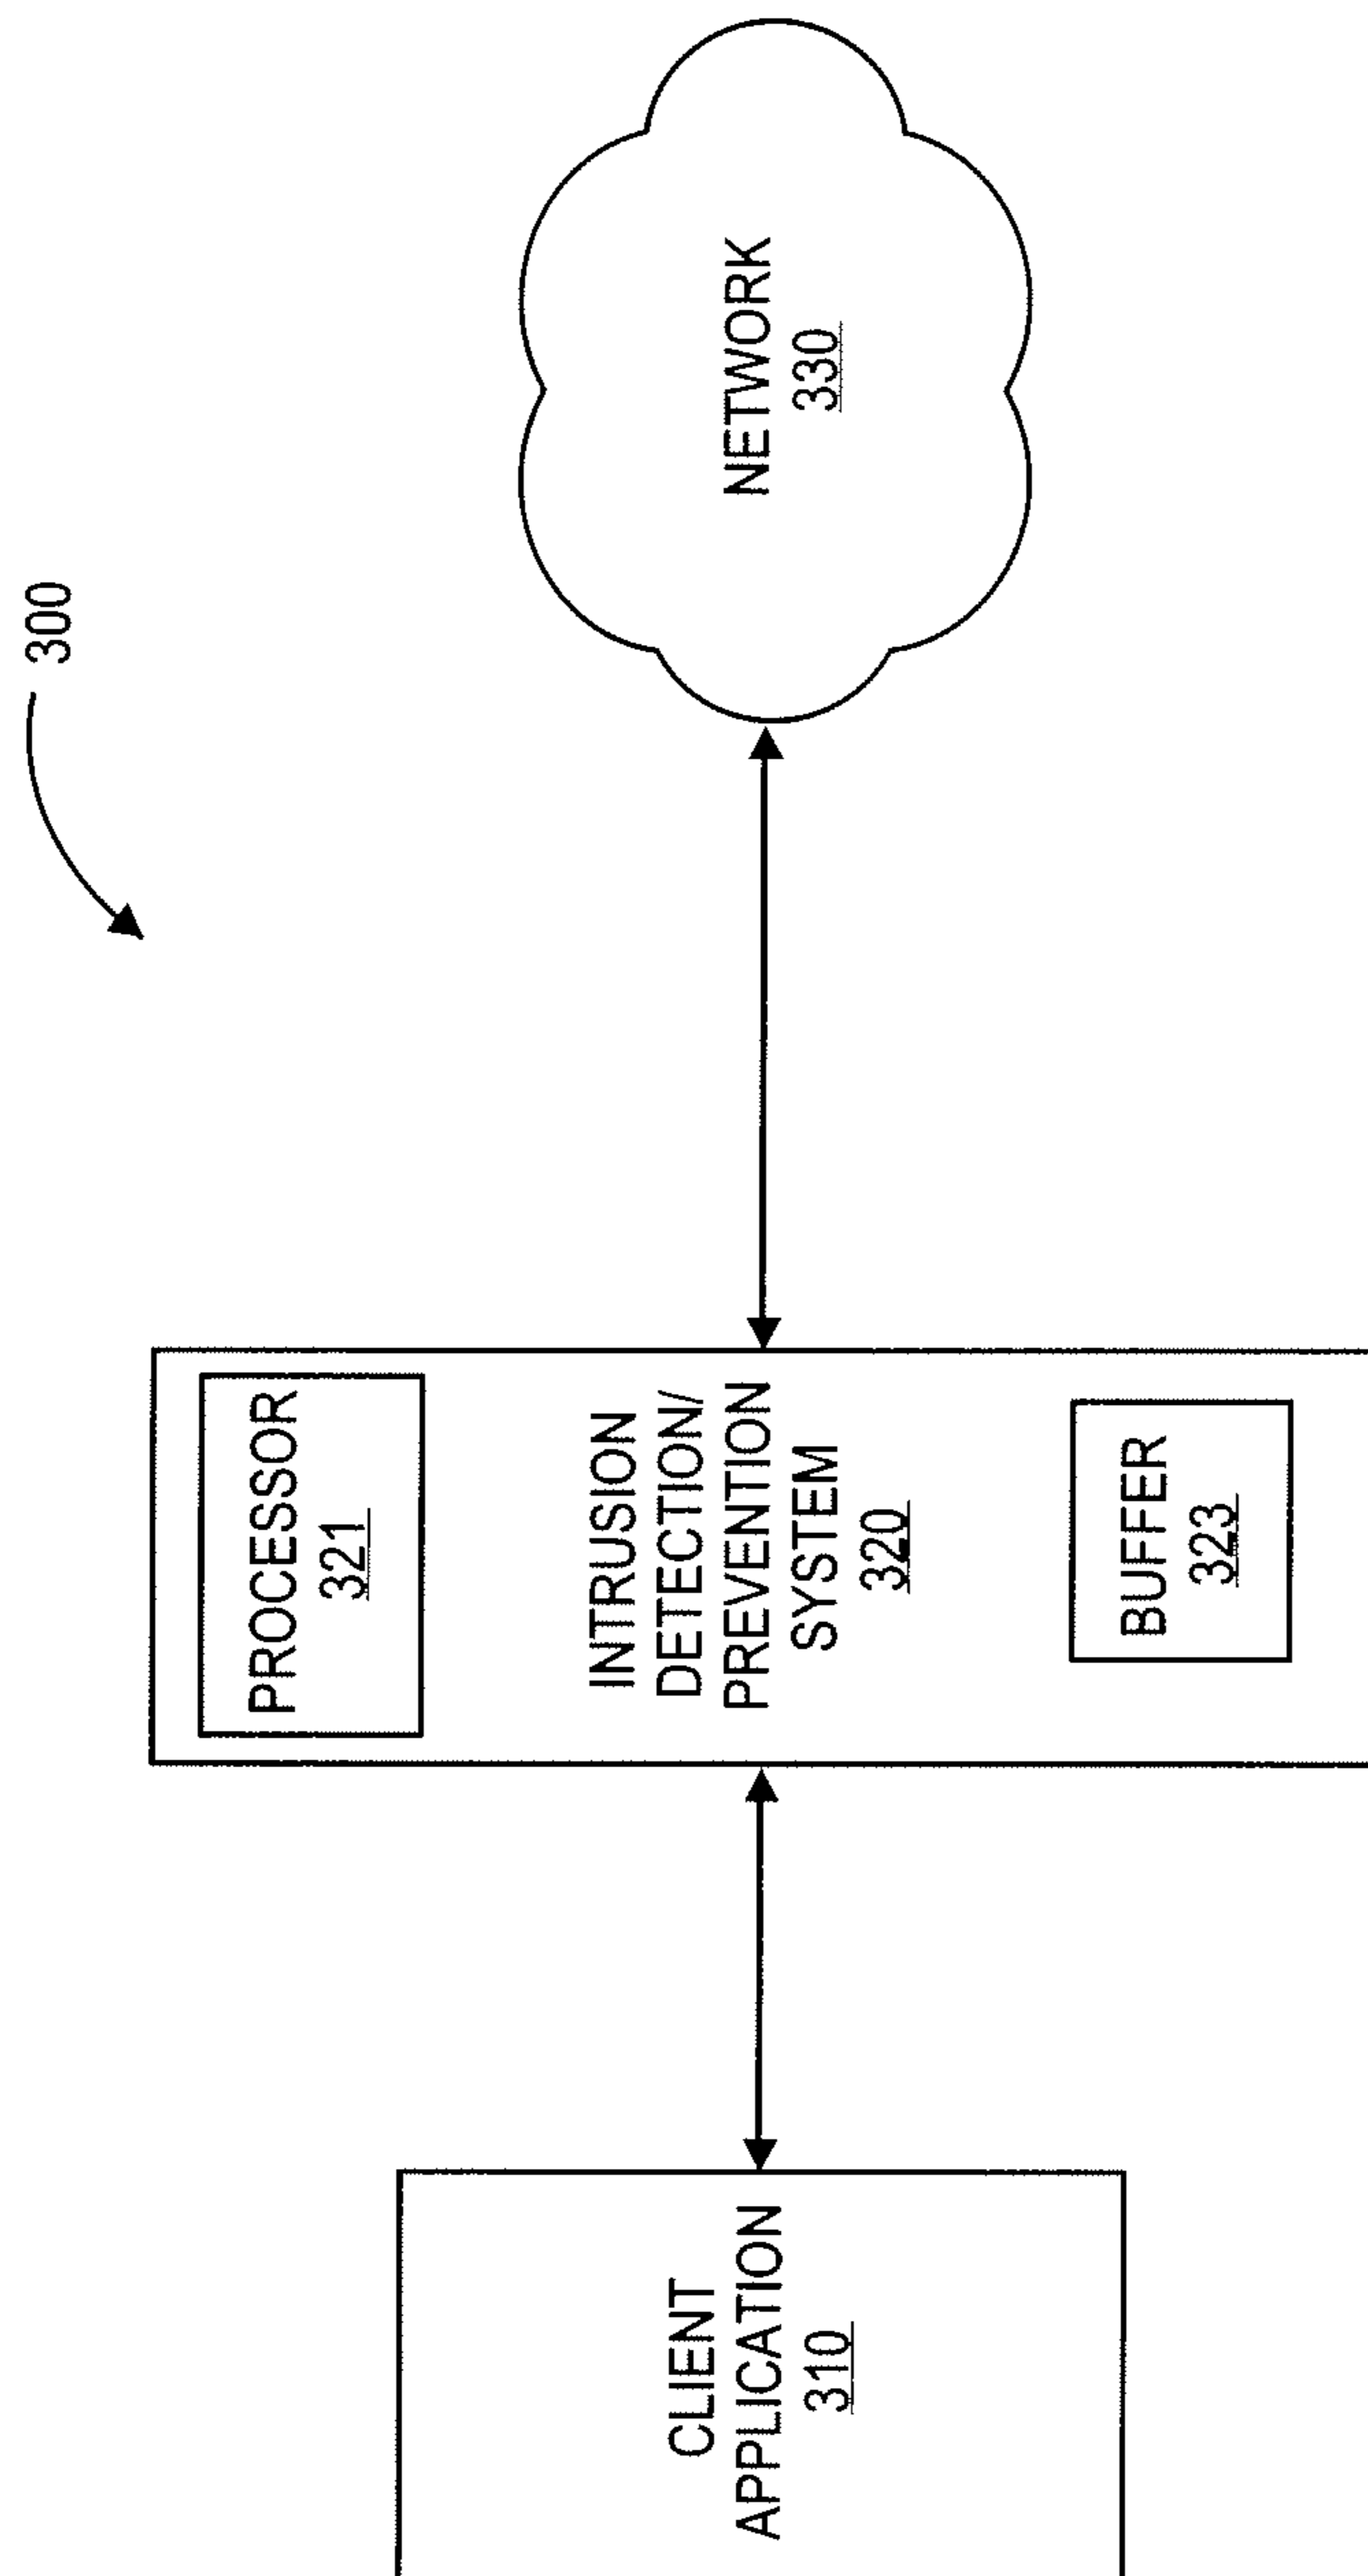 300
CLIENT
APPLICATION
310
PROCESSOR
321
INTRUSION
DETECTION/
PREVENTION
SYSTEM
320
BUFFER
323
NETWORK
330